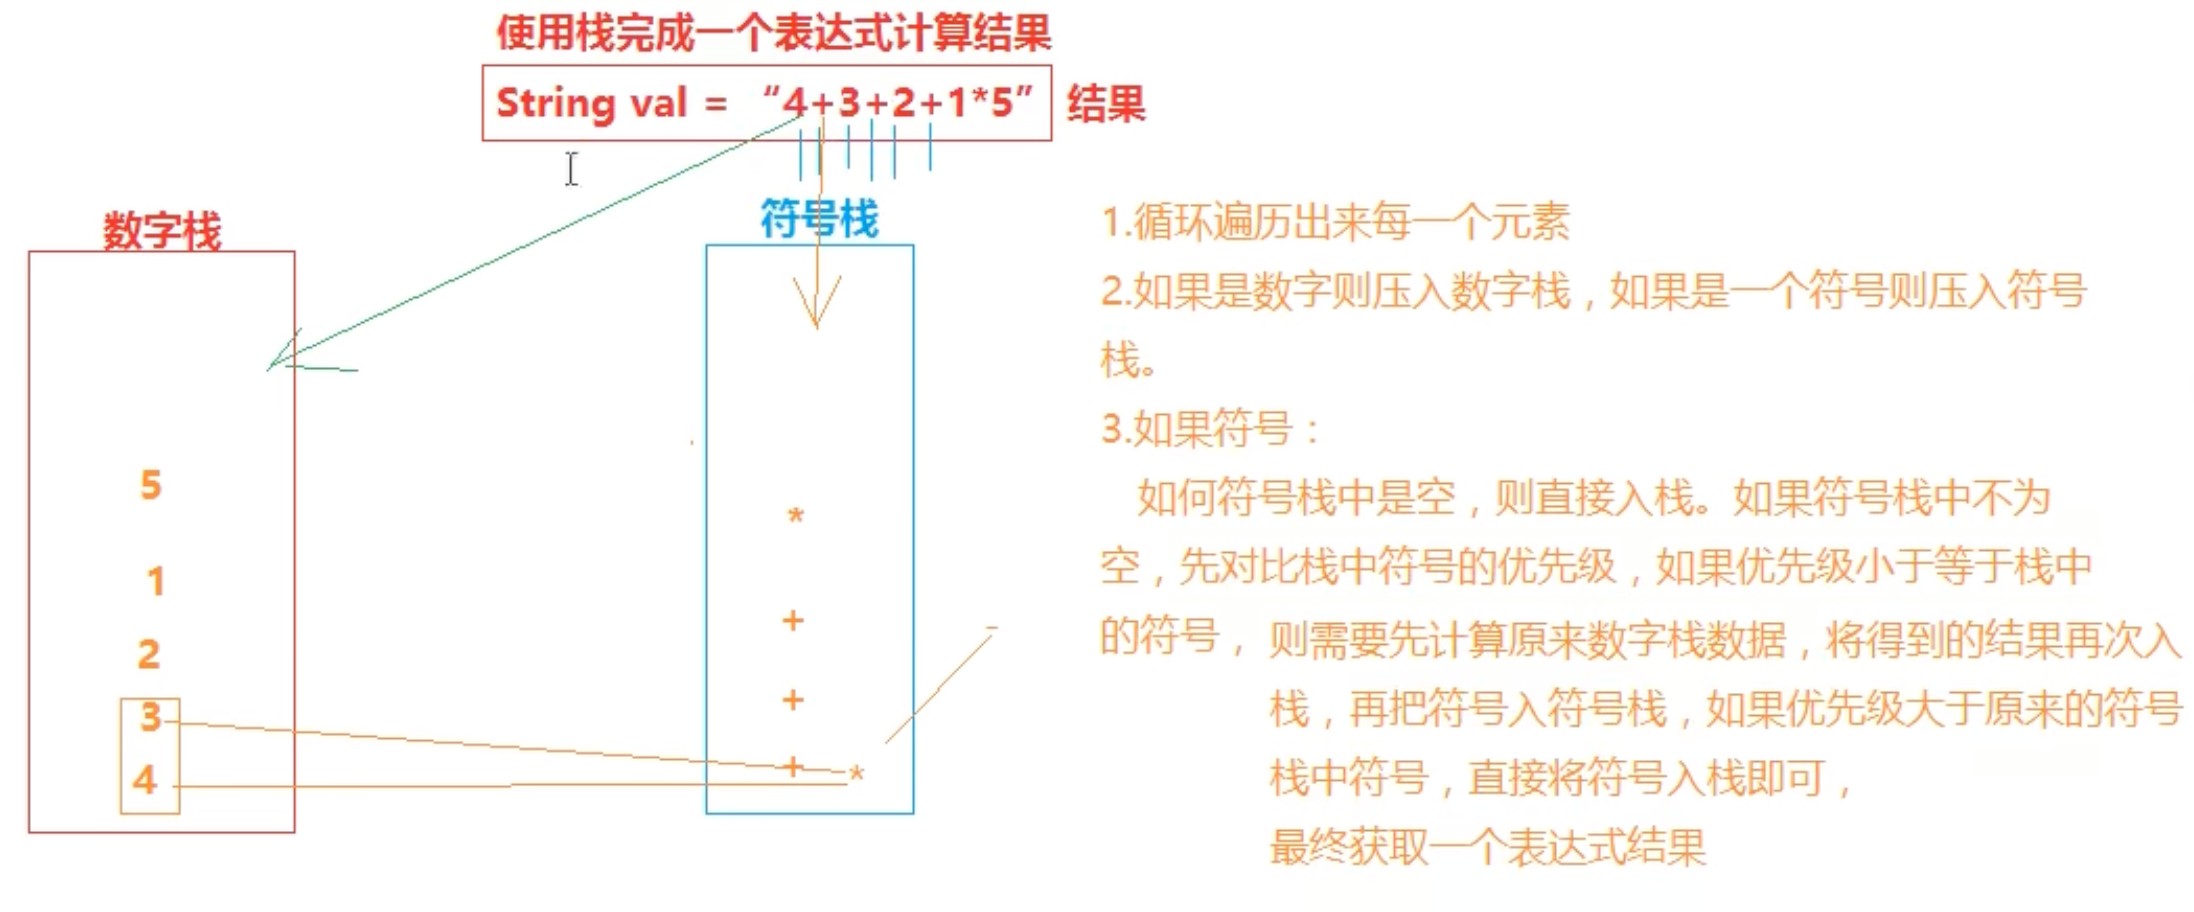 使用栈完成一个表达式计算结果
String val = “4+3+2+1*5” 结果
数字栈
符号栈
5
1
2
3
4
*
+
+
+
*
-
1.循环遍历出来每一个元素
2.如果是数字则压入数字栈，如果是一个符号则压入符号
栈。
3.如果符号：
如何符号栈中是空，则直接入栈。如果符号栈中不为
空，先对比栈中符号的优先级，如果优先级小于等于栈中
的符号，则需要先计算原来数字栈数据，将得到的结果再次入
栈，再把符号入符号栈，如果优先级大于原来的符号
栈中符号，直接将符号入栈即可，
最终获取一个表达式结果